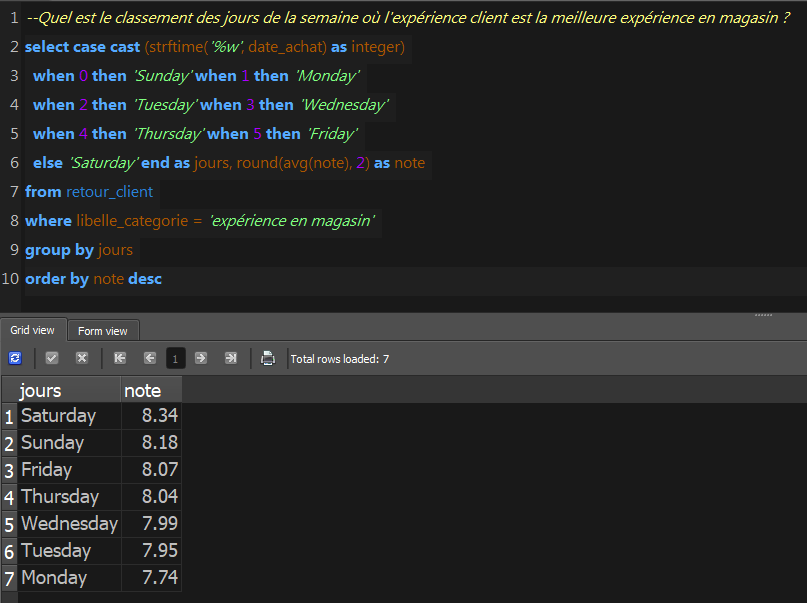 1 --Quel est le classement des jours de la semaine où l'expérience client est la meilleure expérience en magasin ?
2 select case cast (strftime('%w', date_achat) as integer)
3 when 0 then 'Sunday' when 1 then 'Monday'
4 when 2 then 'Tuesday' when 3 then 'Wednesday'
5 when 4 then 'Thursday' when 5 then 'Friday'
6 else 'Saturday' end as jours, round(avg(note), 2) as note
7 from retour_client
8 where libelle_categorie = 'expérience en magasin'
9 group by jours
10 order by note desc
Grid view Form view
1 Total rows loaded: 7
jours note
1 Saturday 8.34
2 Sunday 8.18
3 Friday 8.07
4 Thursday 8.04
5 Wednesday 7.99
6 Tuesday 7.95
7 Monday 7.74